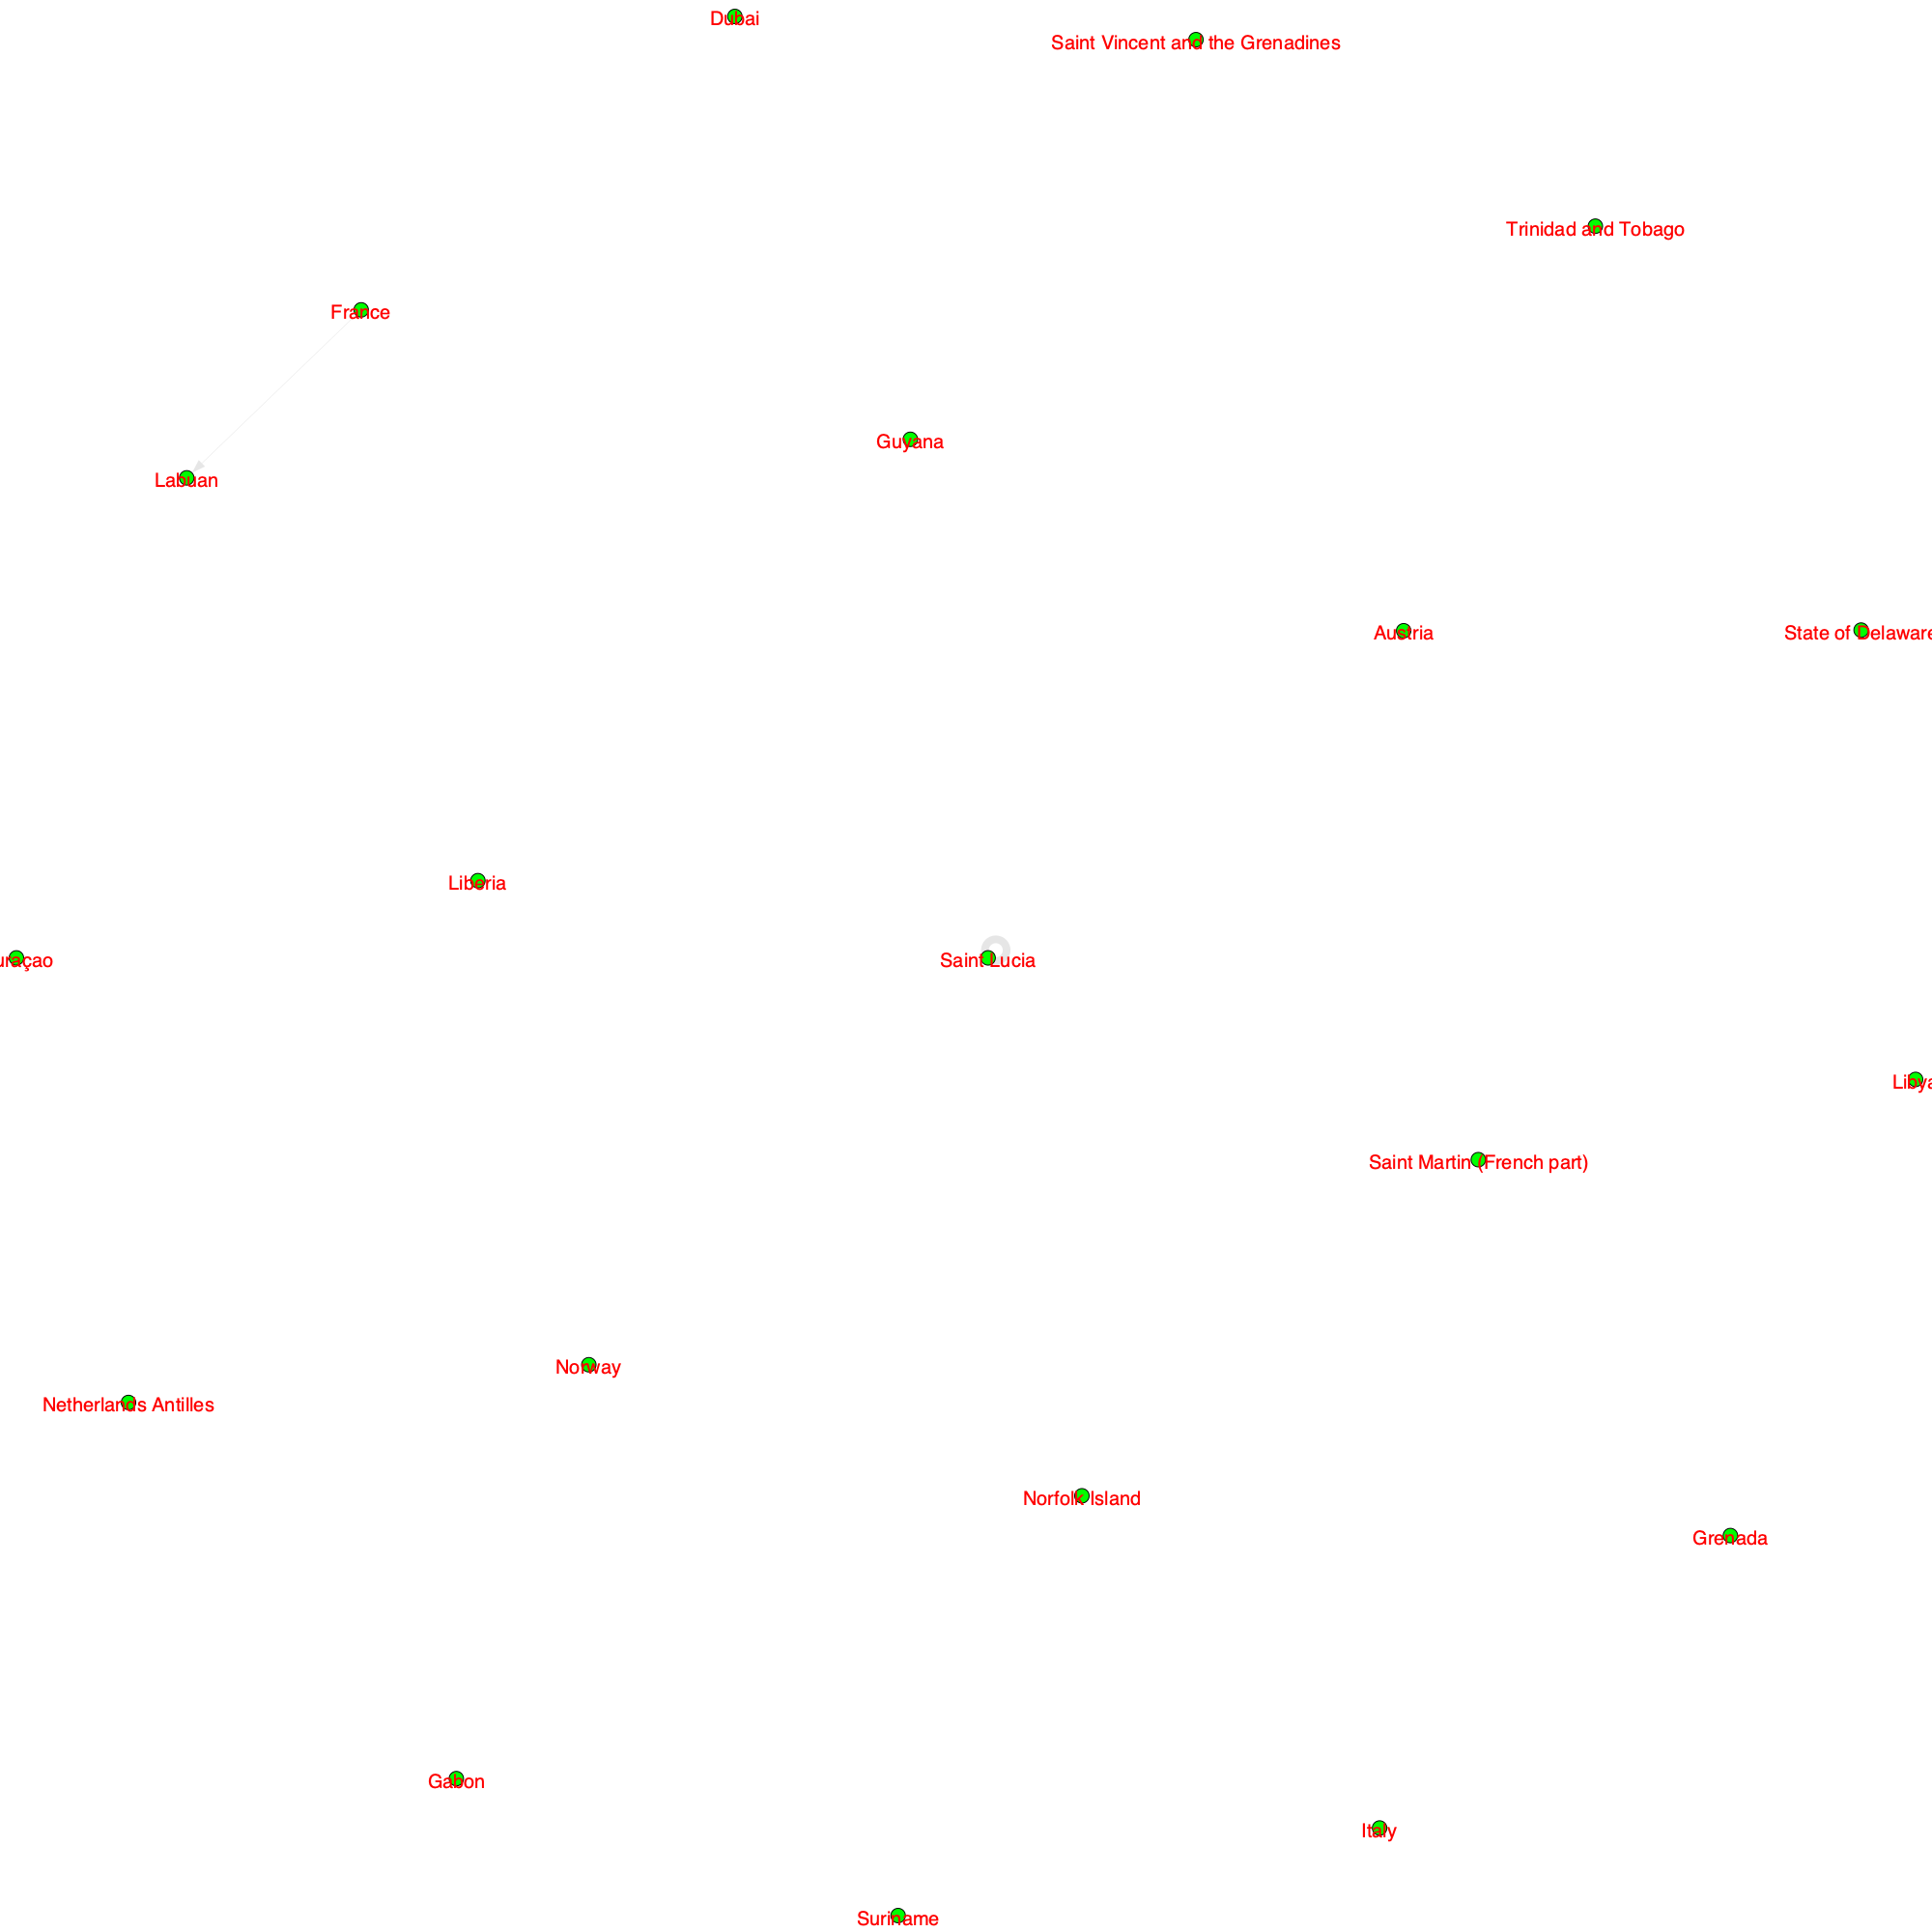 Dubai
Saint Vincent and the Grenadines
Trinidad and Tobago
France
Guyana
Labuan
Austria
State of Delaware
Liberia
uraçao
Saint Lucia
Libya
Saint Martin (French part)
Norway
Netherlands Antilles
Norfolk Island
Grenada
Gabon
Italy
Suriname